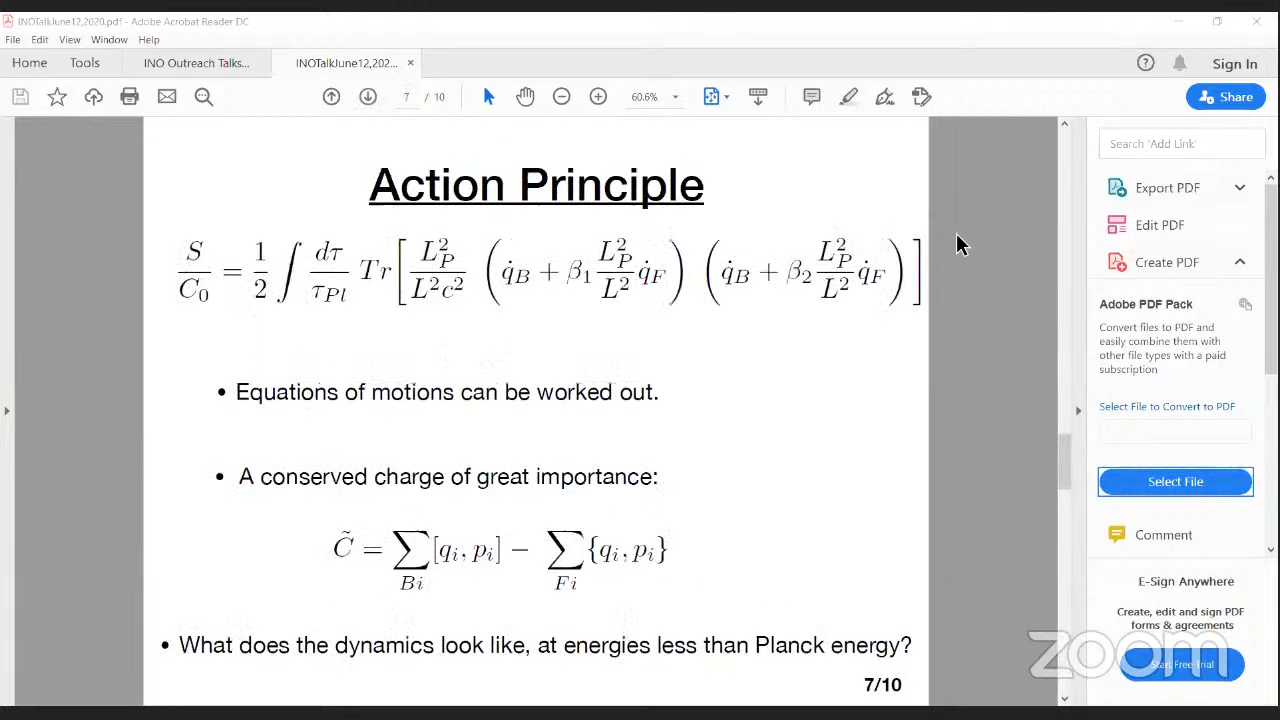 INOTalkJune12,2020.pdf - Adobe Acrobat Reader DC
File Edit View Window Help
Home Tools INO Outreach Talks... INOTalkJune12,202... × Sign In
7 / 10 60.6% Share
Search 'Add Link'
Export PDF
Edit PDF
Create PDF
Adobe PDF Pack
Convert files to PDF and
easily combine them with
other file types with a paid
subscription
Select File to Convert to PDF
Select File
Comment
E-Sign Anywhere
Create, edit and sign PDF
forms & agreements
Start Free Trial
zoom
Action Principle
S/C₀ = 1/2 ∫ dτ/τ_Pl Tr[ L_P²/L²c² ( q̇_B + β₁ L_P²/L² q̇_F ) ( q̇_B + β₂ L_P²/L² q̇_F ) ]
• Equations of motions can be worked out.
• A conserved charge of great importance:
C̃ = ∑_{Bi} [q_i, p_i] − ∑_{Fi} {q_i, p_i}
• What does the dynamics look like, at energies less than Planck energy?
7/10